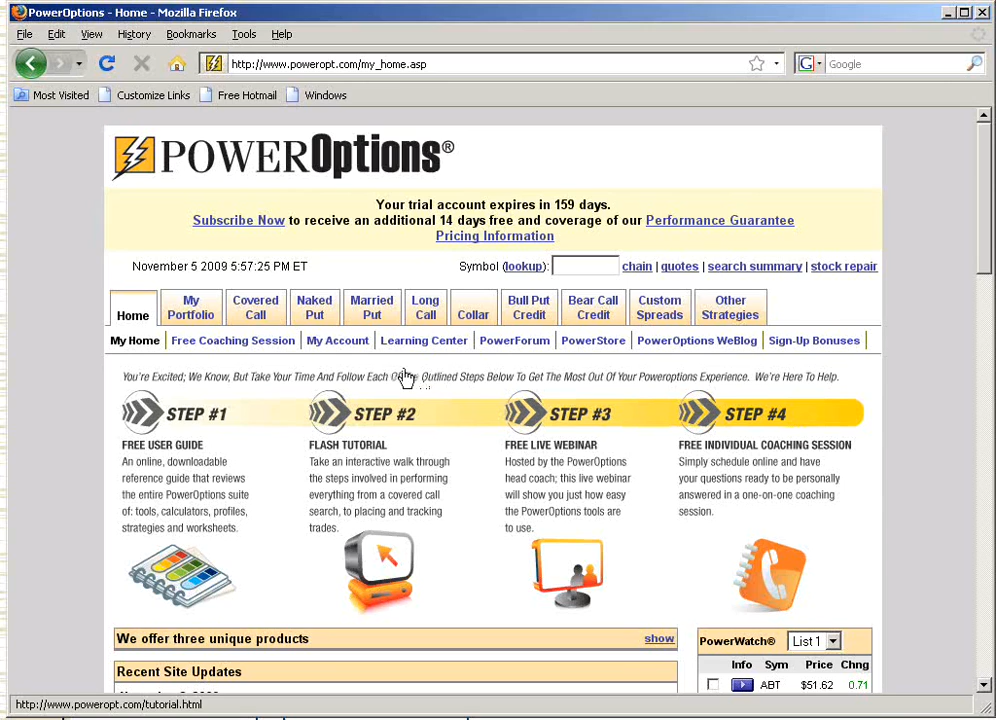 PowerOptions - Home - Mozilla Firefox
File Edit View History Bookmarks Tools Help
http://www.poweropt.com/my_home.asp
Google
Most Visited Customize Links Free Hotmail Windows
POWEROptions®
Your trial account expires in 159 days.
Subscribe Now to receive an additional 14 days free and coverage of our Performance Guarantee
Pricing Information
November 5 2009 5:57:25 PM ET Symbol (lookup): chain | quotes | search summary | stock repair
Home My Portfolio Covered Call Naked Put Married Put Long Call Collar Bull Put Credit Bear Call Credit Custom Spreads Other Strategies
My Home Free Coaching Session My Account Learning Center PowerForum PowerStore PowerOptions WeBlog Sign-Up Bonuses
You're Excited; We Know, But Take Your Time And Follow Each Outlined Steps Below To Get The Most Out Of Your Poweroptions Experience. We're Here To Help.
STEP #1 STEP #2 STEP #3 STEP #4
FREE USER GUIDE
An online, downloadable
reference guide that reviews
the entire PowerOptions suite
of: tools, calculators, profiles,
strategies and worksheets.
FLASH TUTORIAL
Take an interactive walk through
the steps involved in performing
everything from a covered call
search, to placing and tracking
trades.
FREE LIVE WEBINAR
Hosted by the PowerOptions
head coach; this live webinar
will show you just how easy
the PowerOptions tools are
to use.
FREE INDIVIDUAL COACHING SESSION
Simply schedule online and have
your questions ready to be personally
answered in a one-on-one coaching
session.
We offer three unique products show
Recent Site Updates
PowerWatch® List 1
Info Sym Price Chng
ABT $51.62 0.71
http://www.poweropt.com/tutorial.html